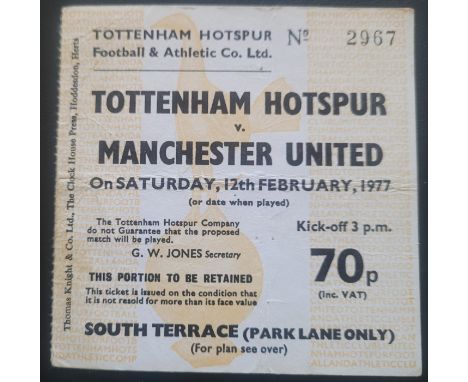 TOTTENHAM HOTSPUR Nº 2967
Football & Athletic Co. Ltd.
TOTTENHAM HOTSPUR
v.
MANCHESTER UNITED
On SATURDAY, 12th FEBRUARY, 1977
(or date when played)
The Tottenham Hotspur Company
do not Guarantee that the proposed
match will be played.
G. W. JONES Secretary
Kick-off 3 p.m.
THIS PORTION TO BE RETAINED
This ticket is issued on the condition that
it is not resold for more than its face value
70p
(inc. VAT)
SOUTH TERRACE (PARK LANE ONLY)
(For plan see over)
Thomas Knight & Co. Ltd., The Clock House Press, Hoddesdon, Herts